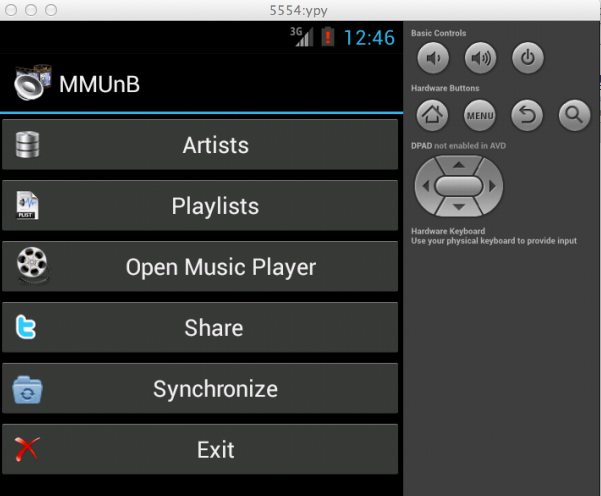 5554:ypy
3G 12:46
MMUnB
Artists
PLIST
Playlists
Open Music Player
Share
Synchronize
Exit
Basic Controls
Hardware Buttons
MENU
DPAD not enabled in AVD
Hardware Keyboard
Use your physical keyboard to provide input